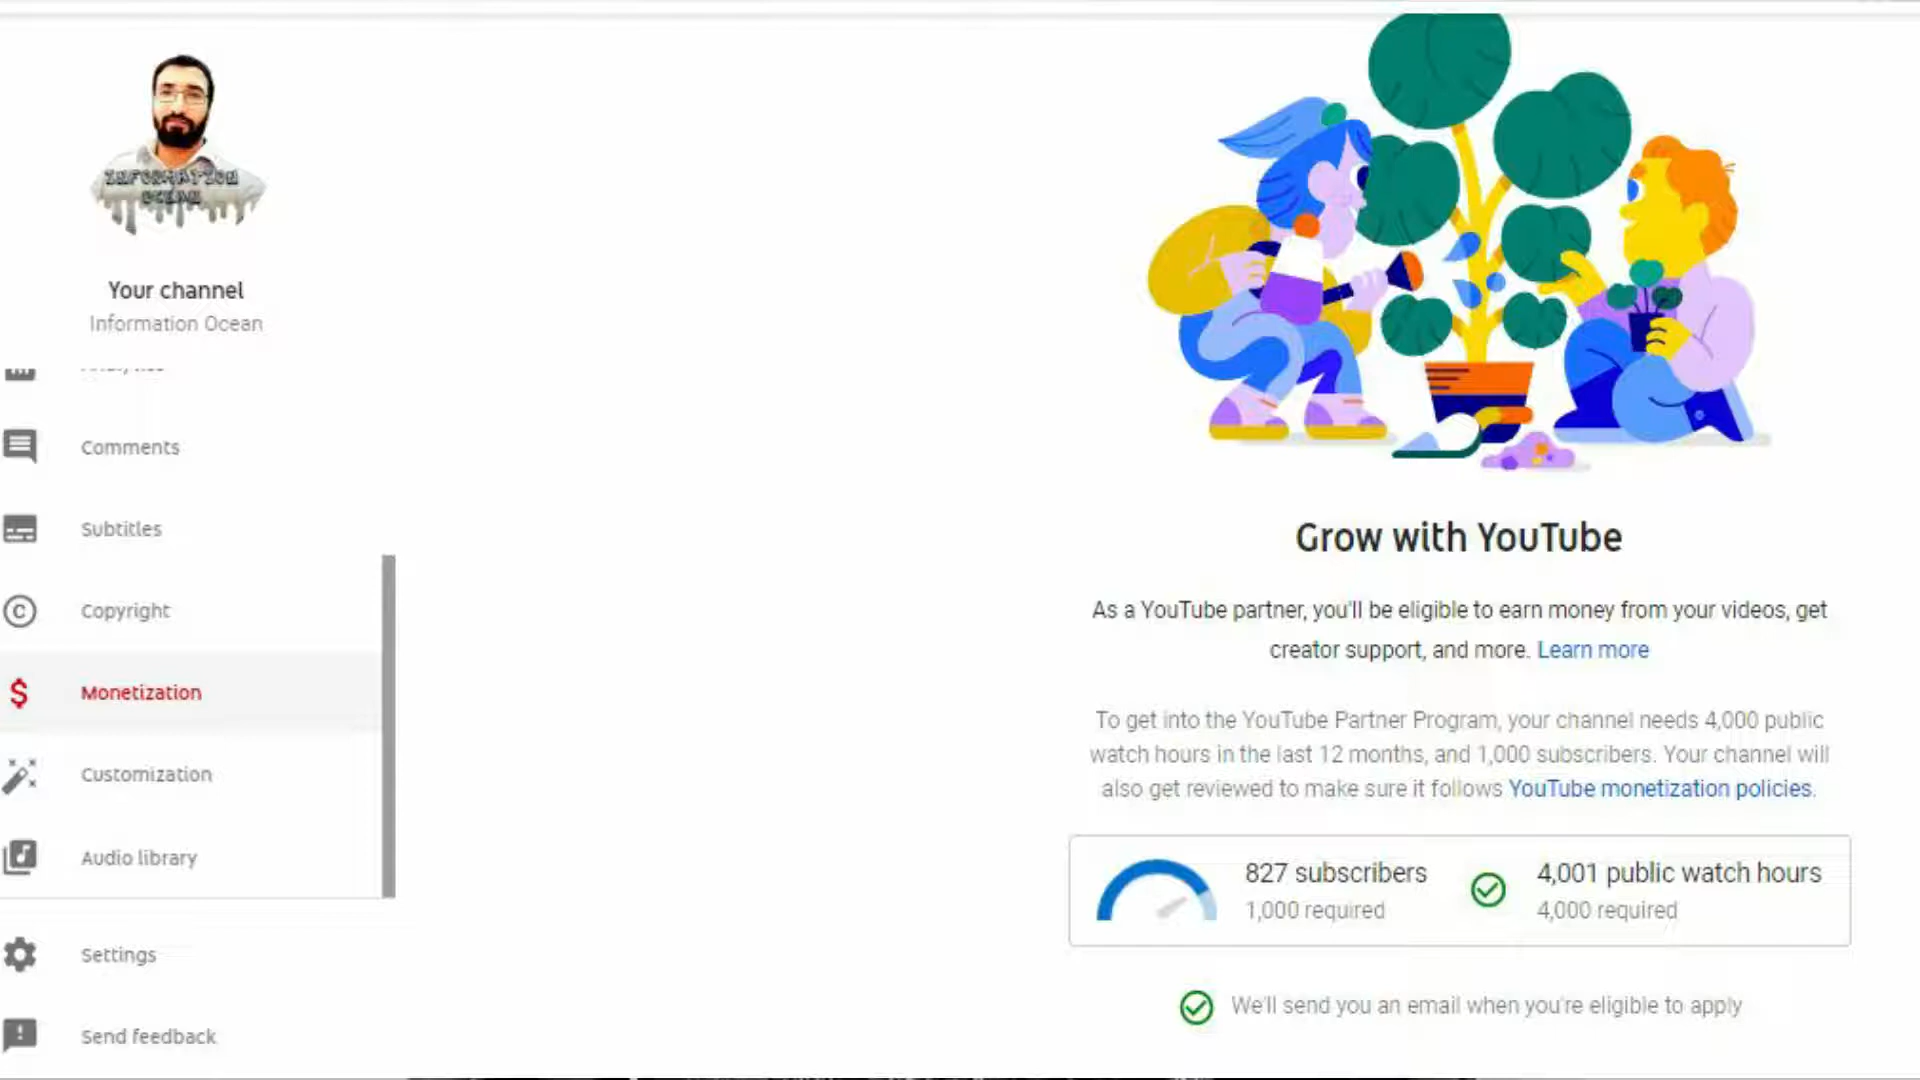 INFORMATION
OCEAN
Your channel
Information Ocean
Comments
Subtitles
Copyright
Monetization
Customization
Audio library
Settings
Send feedback
Grow with YouTube
As a YouTube partner, you'll be eligible to earn money from your videos, get
creator support, and more. Learn more
To get into the YouTube Partner Program, your channel needs 4,000 public
watch hours in the last 12 months, and 1,000 subscribers. Your channel will
also get reviewed to make sure it follows YouTube monetization policies.
827 subscribers
1,000 required
4,001 public watch hours
4,000 required
We'll send you an email when you're eligible to apply